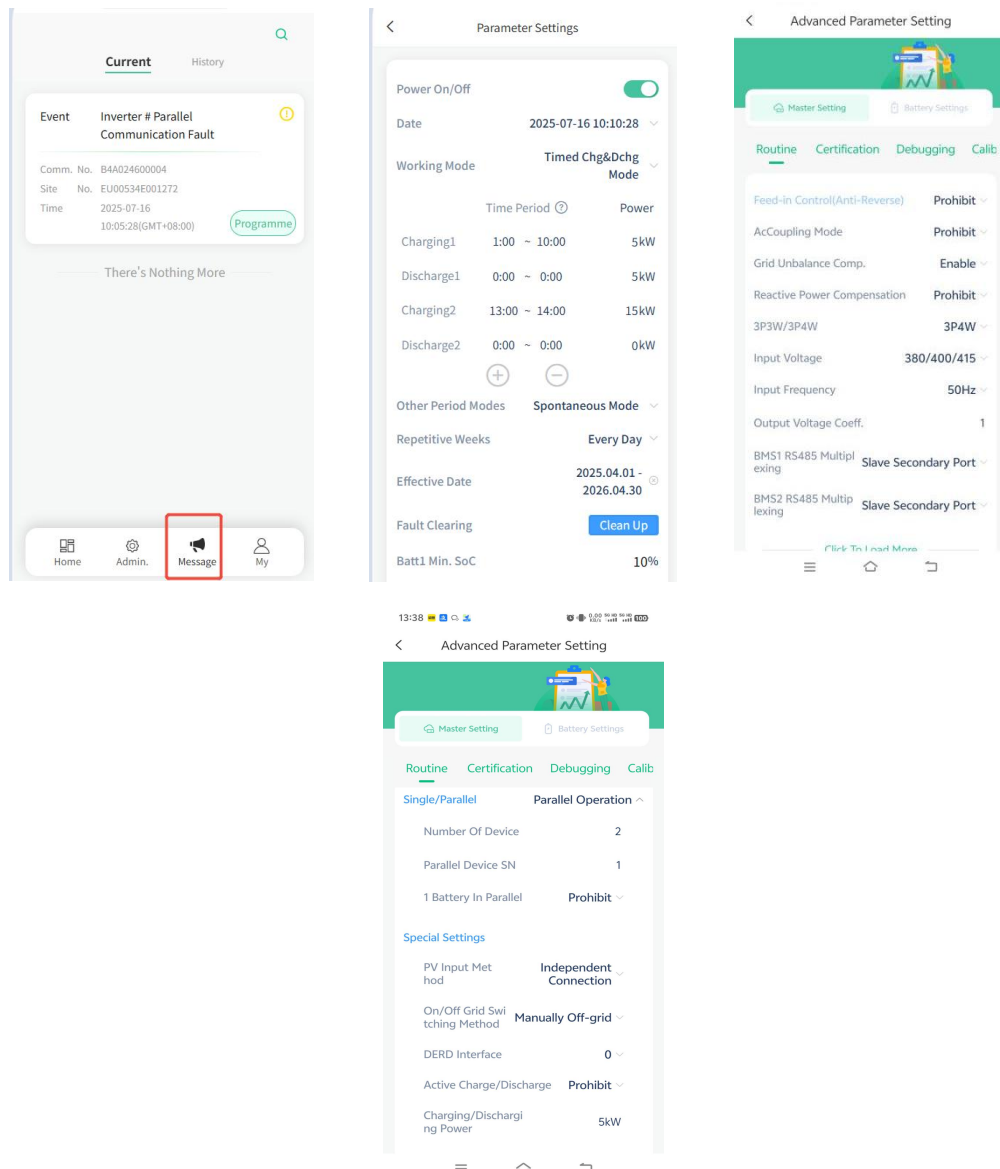 Current History
Event Inverter # Parallel
Communication Fault
Comm. No. B4A024600004
Site No. EU00534E001272
Time 2025-07-16
10:05:28(GMT+08:00)
Programme
There's Nothing More
Home Admin. Message My
Parameter Settings
Power On/Off
Date 2025-07-16 10:10:28
Working Mode Timed Chg&Dchg
Mode
Time Period ? Power
Charging1 1:00 ~ 10:00 5kW
Discharge1 0:00 ~ 0:00 5kW
Charging2 13:00 ~ 14:00 15kW
Discharge2 0:00 ~ 0:00 0kW
Other Period Modes Spontaneous Mode
Repetitive Weeks Every Day
Effective Date 2025.04.01 -
2026.04.30
Fault Clearing Clean Up
Batt1 Min. SoC 10%
Advanced Parameter Setting
Master Setting Battery Settings
Routine Certification Debugging Calib
Feed-in Control(Anti-Reverse) Prohibit
AcCoupling Mode Prohibit
Grid Unbalance Comp. Enable
Reactive Power Compensation Prohibit
3P3W/3P4W 3P4W
Input Voltage 380/400/415
Input Frequency 50Hz
Output Voltage Coeff. 1
BMS1 RS485 Multipl
exing Slave Secondary Port
BMS2 RS485 Multip
lexing Slave Secondary Port
Click To Load More
13:38
Advanced Parameter Setting
Master Setting Battery Settings
Routine Certification Debugging Calib
Single/Parallel Parallel Operation
Number Of Device 2
Parallel Device SN 1
1 Battery In Parallel Prohibit
Special Settings
PV Input Met
hod Independent
Connection
On/Off Grid Swi
tching Method Manually Off-grid
DERD Interface 0
Active Charge/Discharge Prohibit
Charging/Dischargi
ng Power 5kW